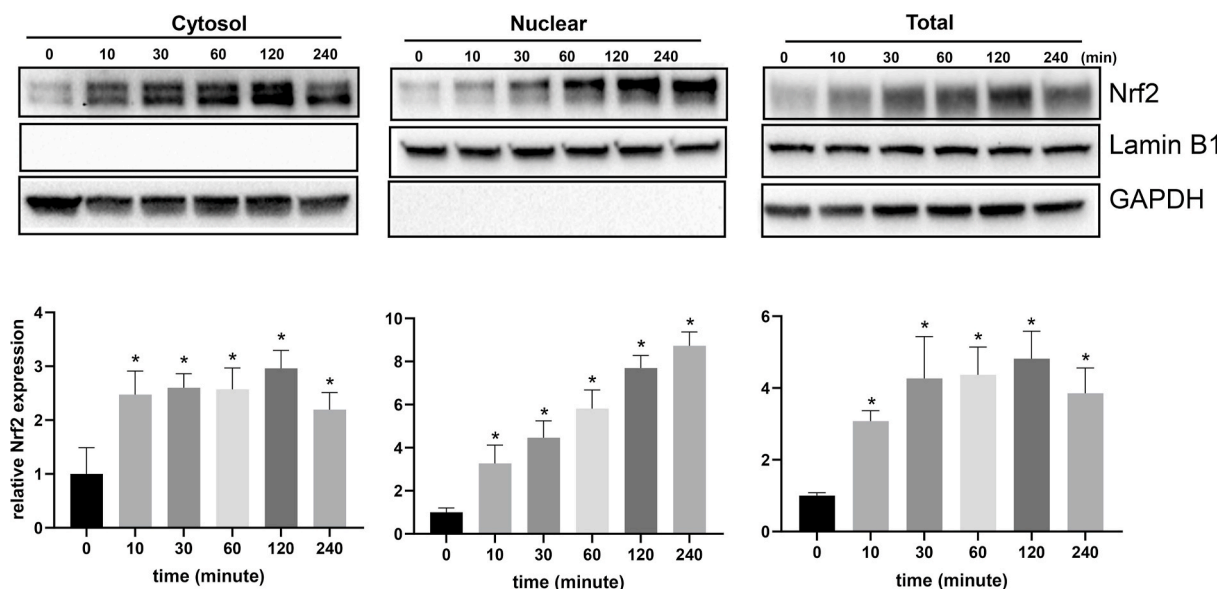 Cytosol Nuclear Total
0 10 30 60 120 240 0 10 30 60 120 240 0 10 30 60 120 240 (min)
Nrf2
Lamin B1
GAPDH
relative Nrf2 expression
4
3
2
1
0
* * * * *
0 10 30 60 120 240
time (minute)
10
8
6
4
2
0
* * * * *
0 10 30 60 120 240
time (minute)
6
4
2
0
* * * * *
0 10 30 60 120 240
time (minute)